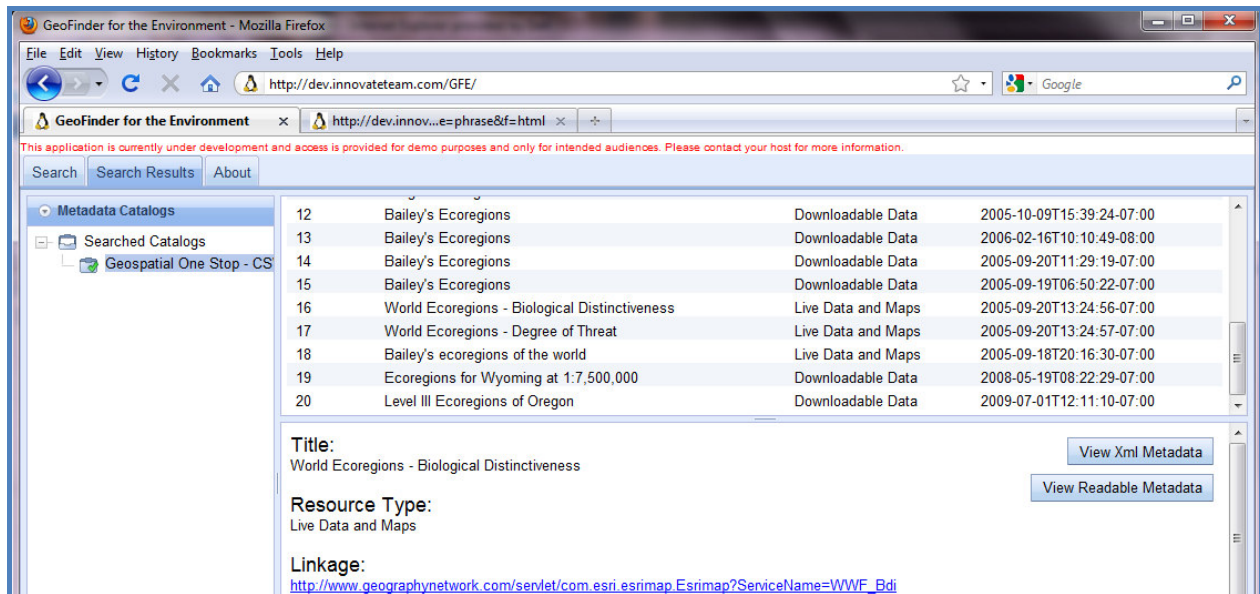 GeoFinder for the Environment - Mozilla Firefox
File Edit View History Bookmarks Tools Help
http://dev.innovateteam.com/GFE/ Google
GeoFinder for the Environment × http://dev.innov...e=phrase&f=html ×
This application is currently under development and access is provided for demo purposes and only for intended audiences. Please contact your host for more information.
Search Search Results About
Metadata Catalogs
Searched Catalogs
Geospatial One Stop - CS
12 Bailey's Ecoregions Downloadable Data 2005-10-09T15:39:24-07:00
13 Bailey's Ecoregions Downloadable Data 2006-02-16T10:10:49-08:00
14 Bailey's Ecoregions Downloadable Data 2005-09-20T11:29:19-07:00
15 Bailey's Ecoregions Downloadable Data 2005-09-19T06:50:22-07:00
16 World Ecoregions - Biological Distinctiveness Live Data and Maps 2005-09-20T13:24:56-07:00
17 World Ecoregions - Degree of Threat Live Data and Maps 2005-09-20T13:24:57-07:00
18 Bailey's ecoregions of the world Live Data and Maps 2005-09-18T20:16:30-07:00
19 Ecoregions for Wyoming at 1:7,500,000 Downloadable Data 2008-05-19T08:22:29-07:00
20 Level III Ecoregions of Oregon Downloadable Data 2009-07-01T12:11:10-07:00
Title:
World Ecoregions - Biological Distinctiveness
View Xml Metadata
View Readable Metadata
Resource Type:
Live Data and Maps
Linkage:
http://www.geographynetwork.com/servlet/com.esri.esrimap.Esrimap?ServiceName=WWF_Bdi